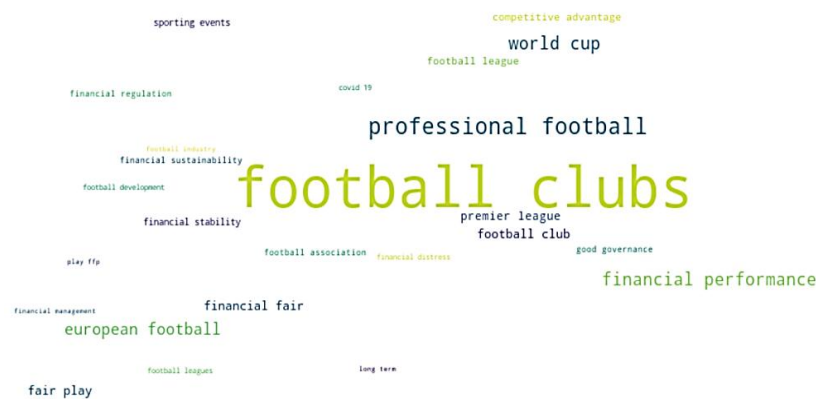 competitive advantage
sporting events
world cup
football league
covid 19
financial regulation
professional football
football industry
financial sustainability
football development
football clubs
premier league
financial stability
football club
good governance
football association
financial distress
play ffp
financial performance
financial fair
financial management
european football
long term
football leagues
fair play